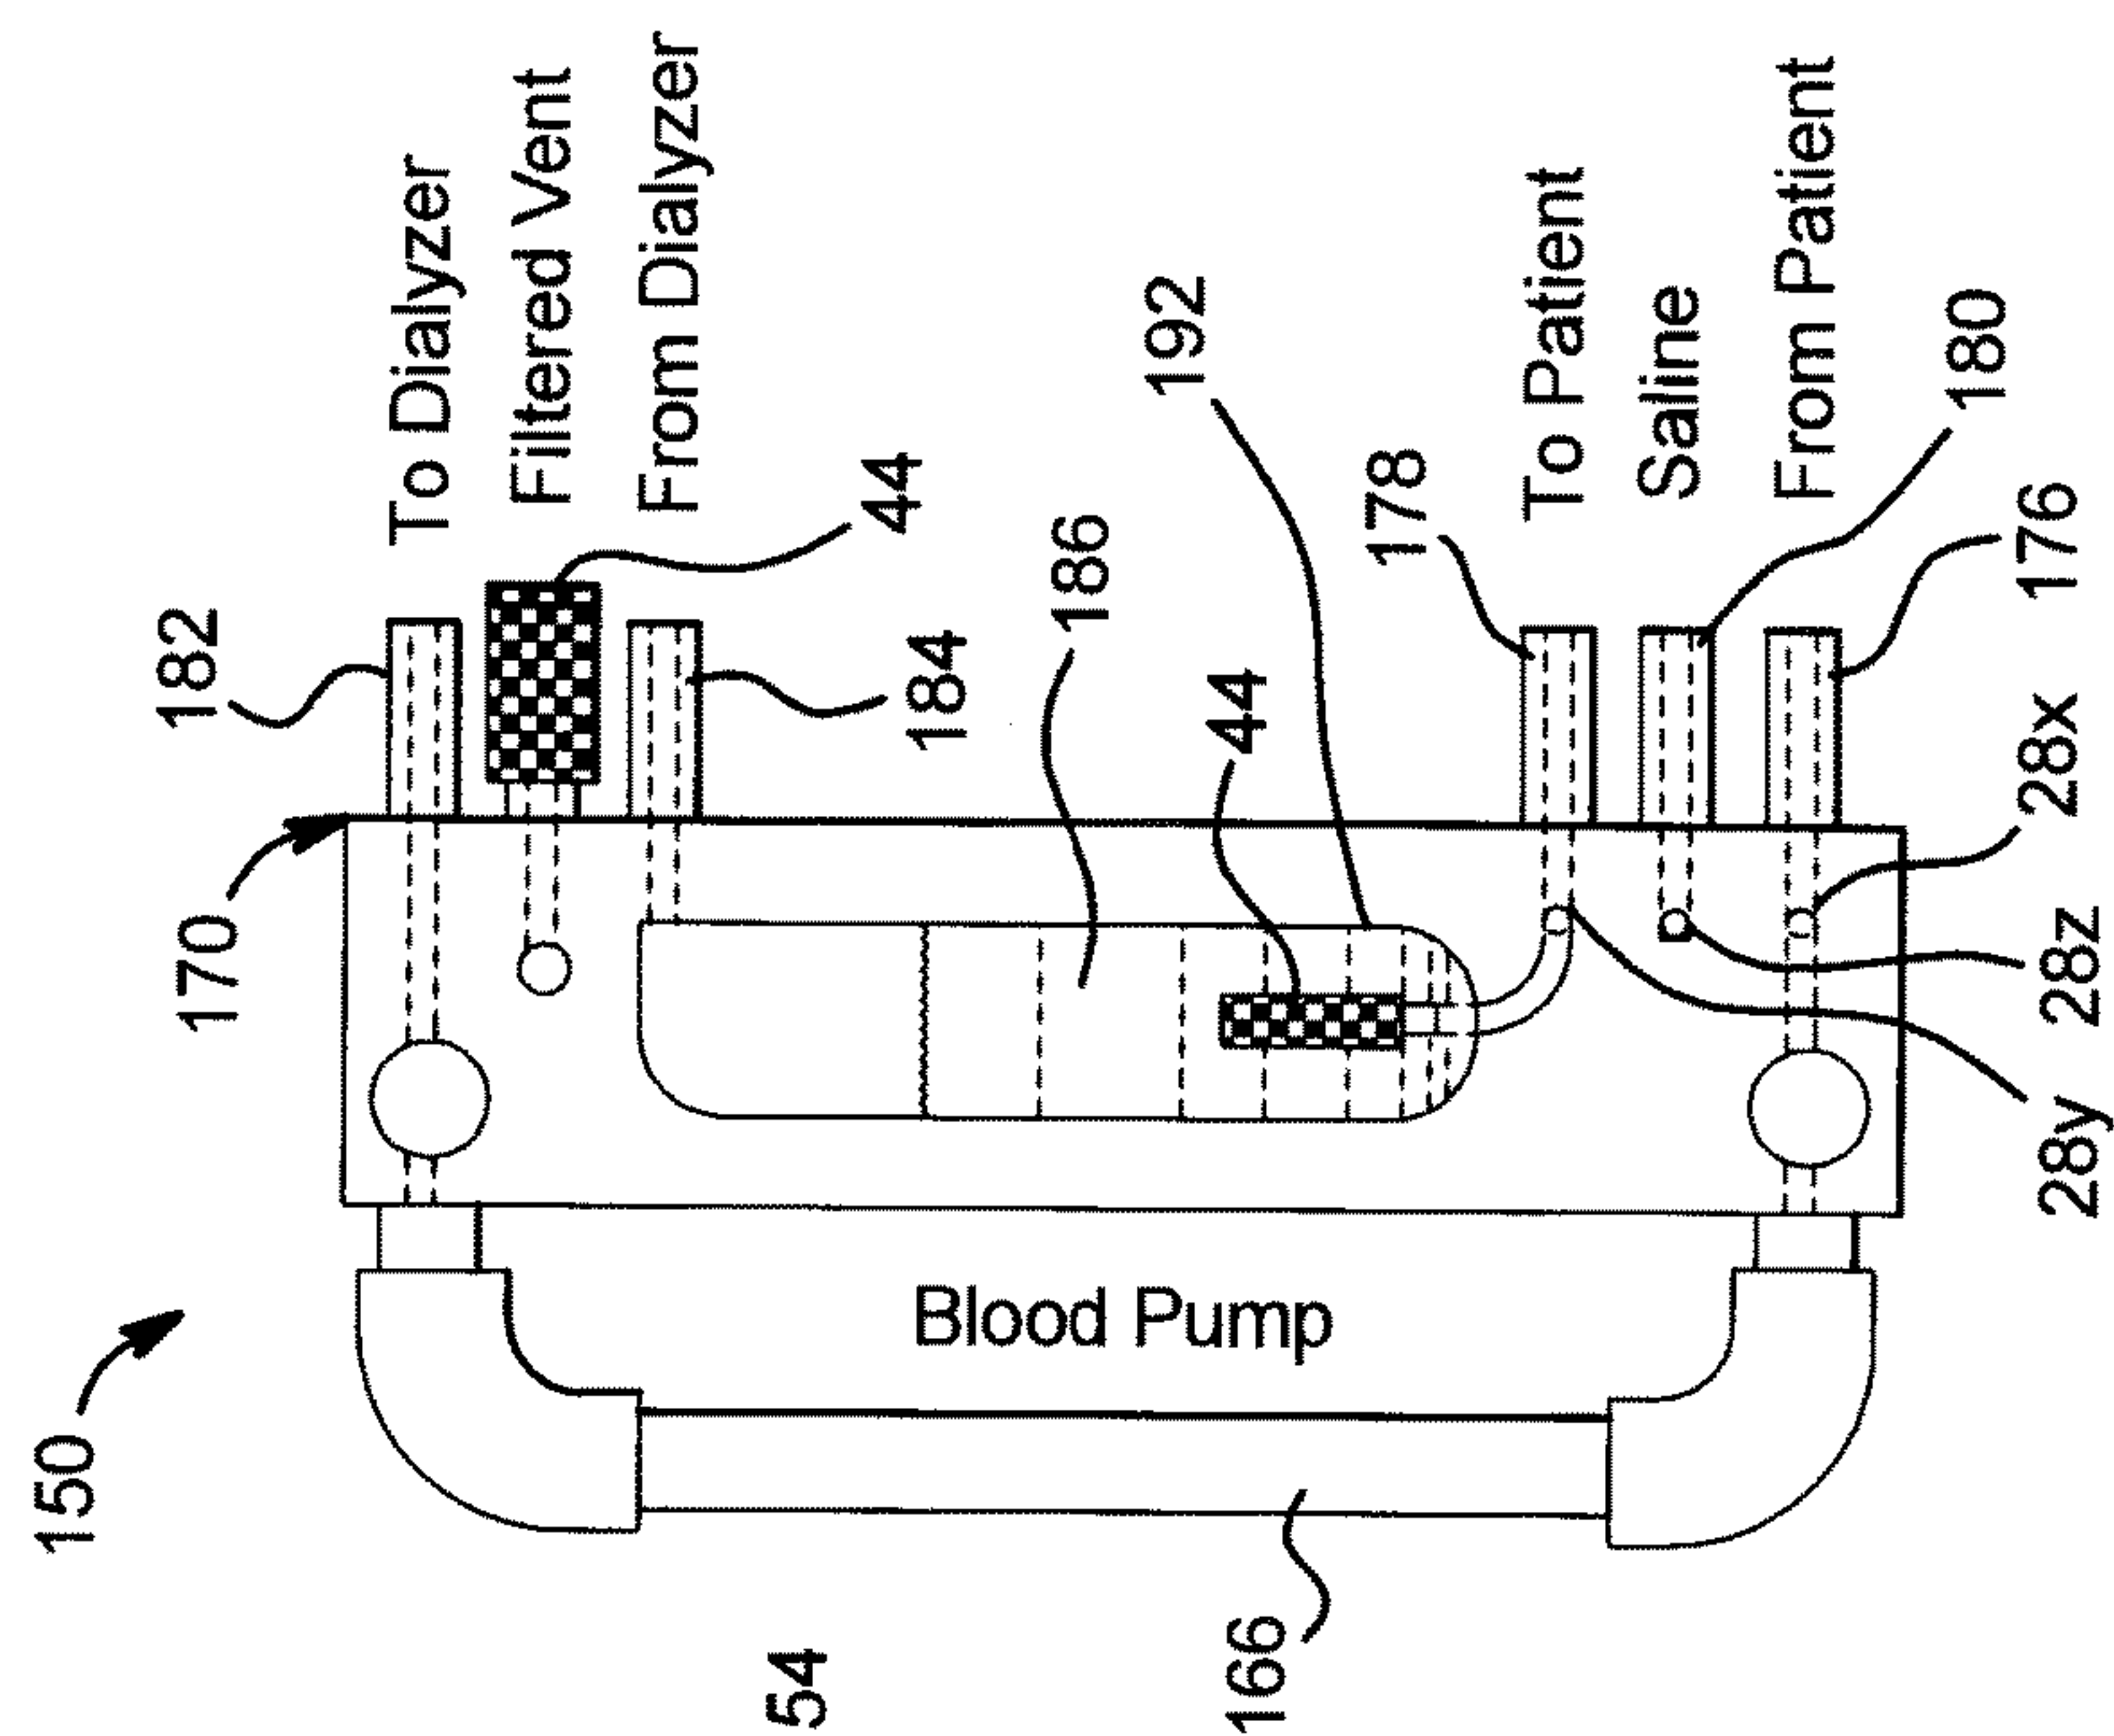 150
170
182
To Dialyzer
Filtered Vent
From Dialyzer
44
184
186
192
44
178
To Patient
Saline
From Patient
180
176
28x
28z
28y
Blood Pump
54
166